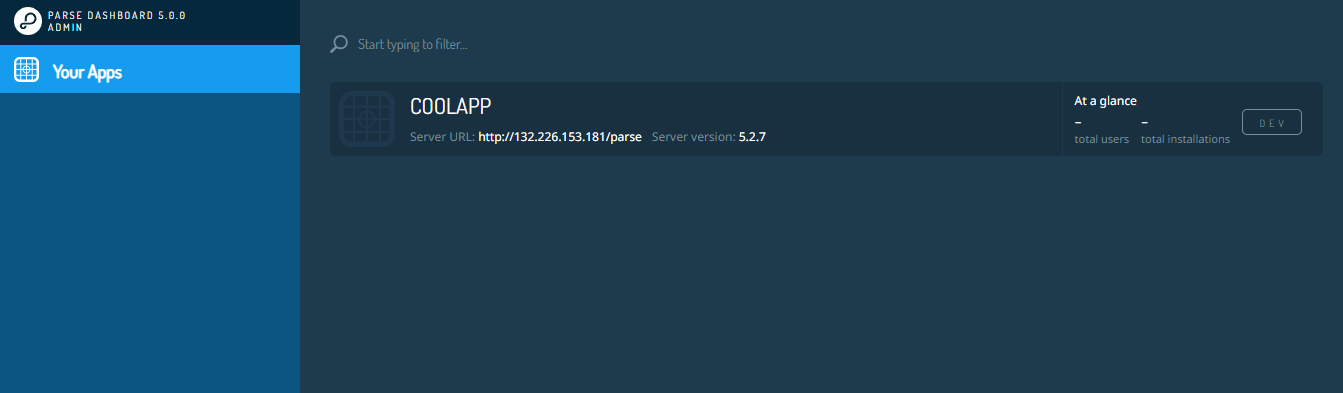 PARSE DASHBOARD 5.0.0
ADMIN
Your Apps
Start typing to filter...
COOLAPP
Server URL: http://132.226.153.181/parse Server version: 5.2.7
At a glance
– –
total users total installations
DEV